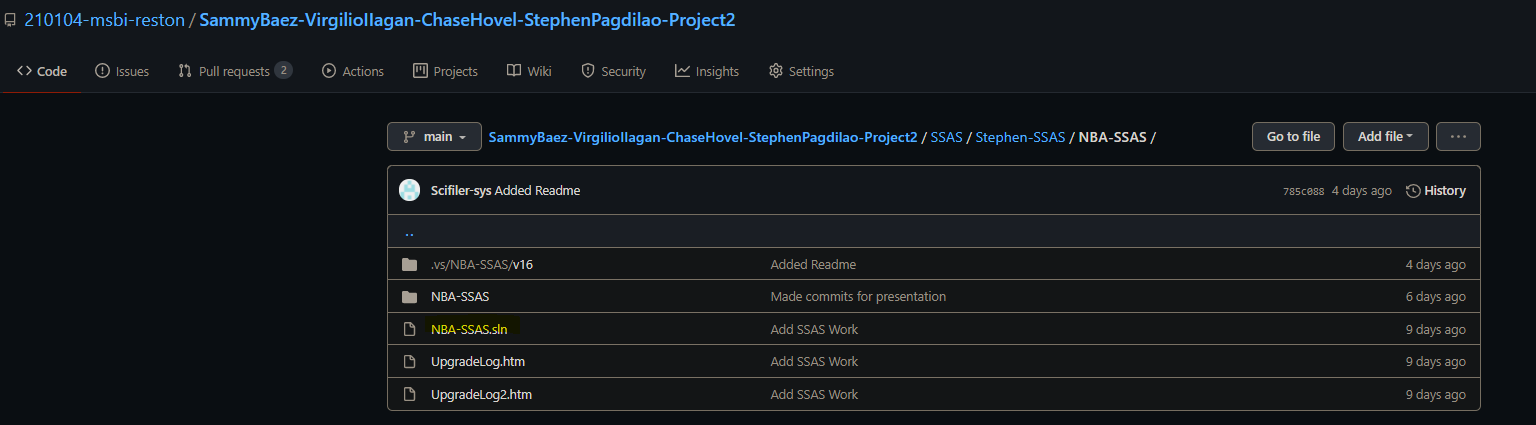 210104-msbi-reston / SammyBaez-VirgilioIlagan-ChaseHovel-StephenPagdilao-Project2
Code Issues Pull requests 2 Actions Projects Wiki Security Insights Settings
main SammyBaez-VirgilioIlagan-ChaseHovel-StephenPagdilao-Project2 / SSAS / Stephen-SSAS / NBA-SSAS / Go to file Add file ...
Scifiler-sys Added Readme 785c088 4 days ago History
..
.vs/NBA-SSAS/v16 Added Readme 4 days ago
NBA-SSAS Made commits for presentation 6 days ago
NBA-SSAS.sln Add SSAS Work 9 days ago
UpgradeLog.htm Add SSAS Work 9 days ago
UpgradeLog2.htm Add SSAS Work 9 days ago